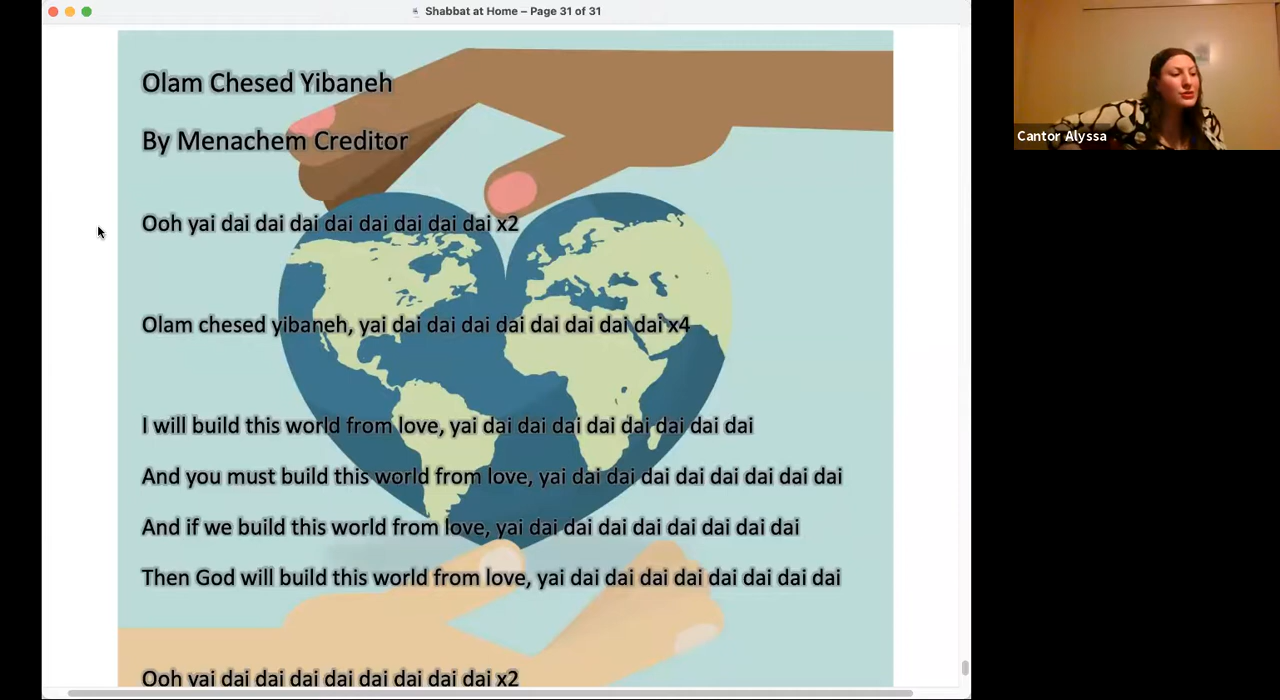 Shabbat at Home – Page 31 of 31
Olam Chesed Yibaneh
By Menachem Creditor
Ooh yai dai dai dai dai dai dai dai dai x2
Olam chesed yibaneh, yai dai dai dai dai dai dai dai dai x4
I will build this world from love, yai dai dai dai dai dai dai dai dai
And you must build this world from love, yai dai dai dai dai dai dai dai dai
And if we build this world from love, yai dai dai dai dai dai dai dai dai
Then God will build this world from love, yai dai dai dai dai dai dai dai dai
Ooh yai dai dai dai dai dai dai dai dai x2
Cantor Alyssa